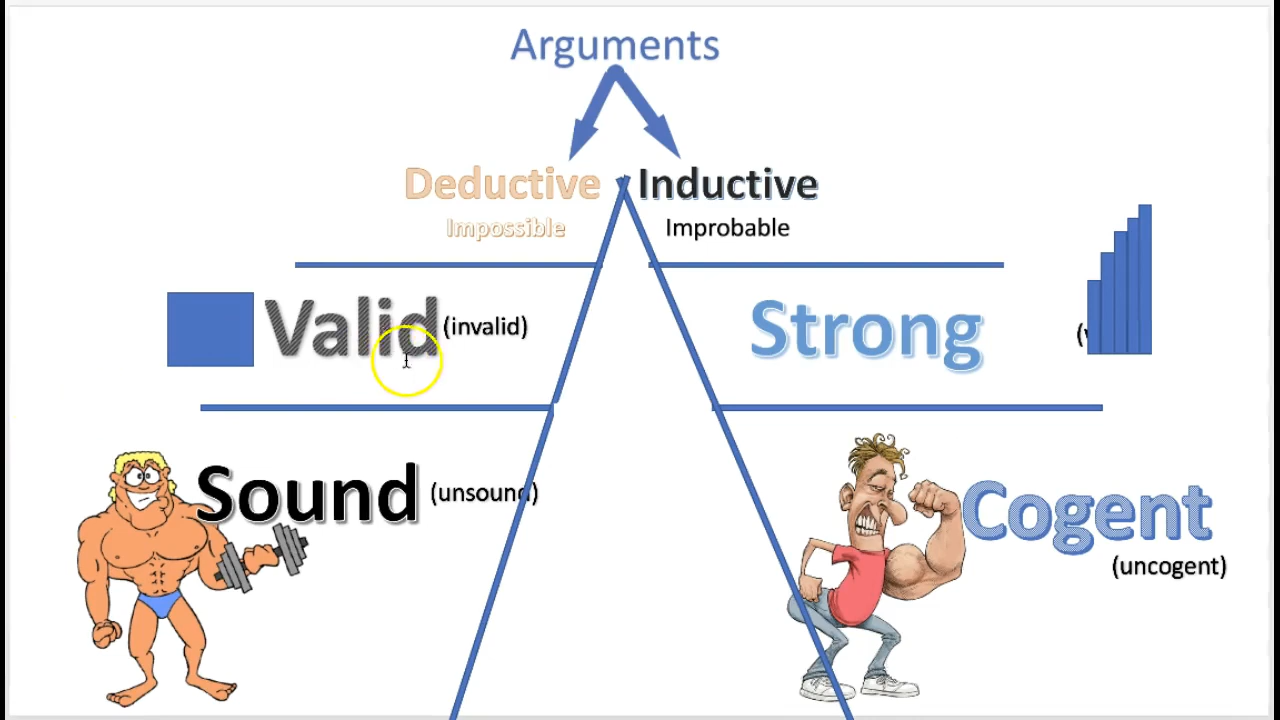 Arguments
Deductive Inductive
Impossible Improbable
Valid (invalid) Strong
Sound (unsound) Cogent
(uncogent)